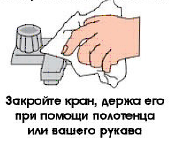 Закройте кран, держа его
при помощи полотенца
или вашего рукава